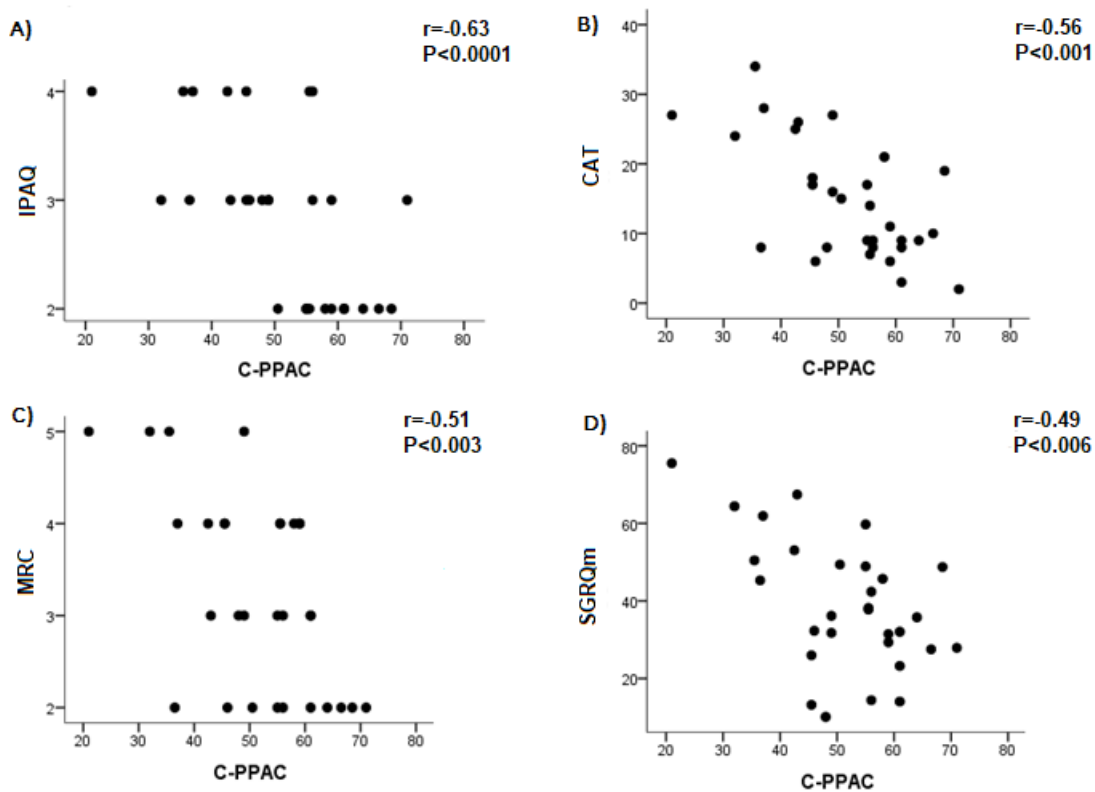 A)
r=-0.63
P<0.0001
IPAQ
4
3
2
20 30 40 50 60 70 80
C-PPAC
B)
r=-0.56
P<0.001
CAT
40
30
20
10
0
20 30 40 50 60 70 80
C-PPAC
C)
r=-0.51
P<0.003
MRC
5
4
3
2
20 30 40 50 60 70 80
C-PPAC
D)
r=-0.49
P<0.006
SGRQm
80
60
40
20
20 30 40 50 60 70 80
C-PPAC